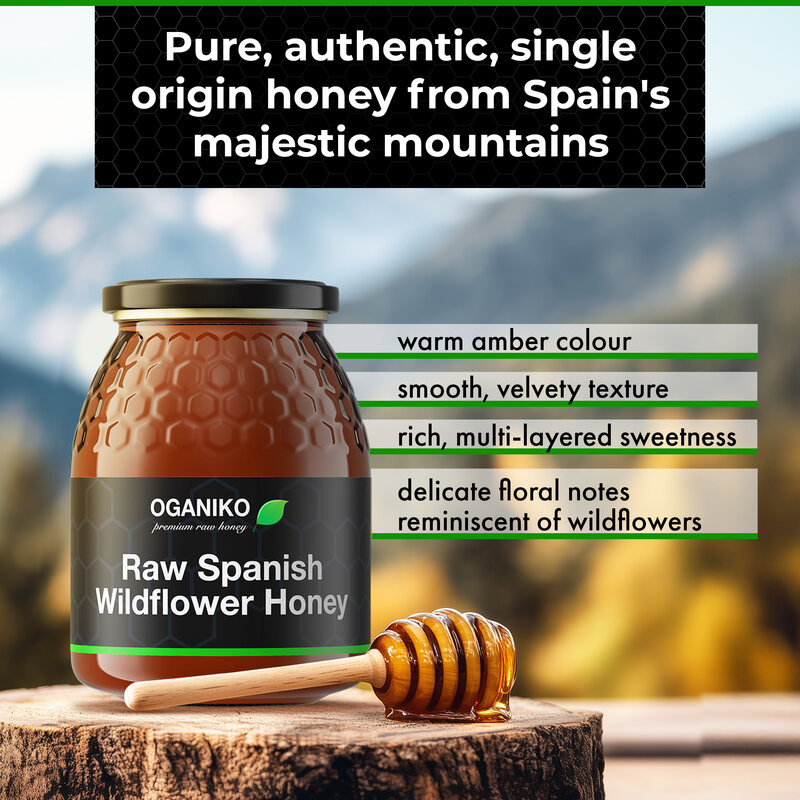 Pure, authentic, single
origin honey from Spain's
majestic mountains
warm amber colour
smooth, velvety texture
rich, multi-layered sweetness
delicate floral notes
reminiscent of wildflowers
OGANIKO
premium raw honey
Raw Spanish
Wildflower Honey